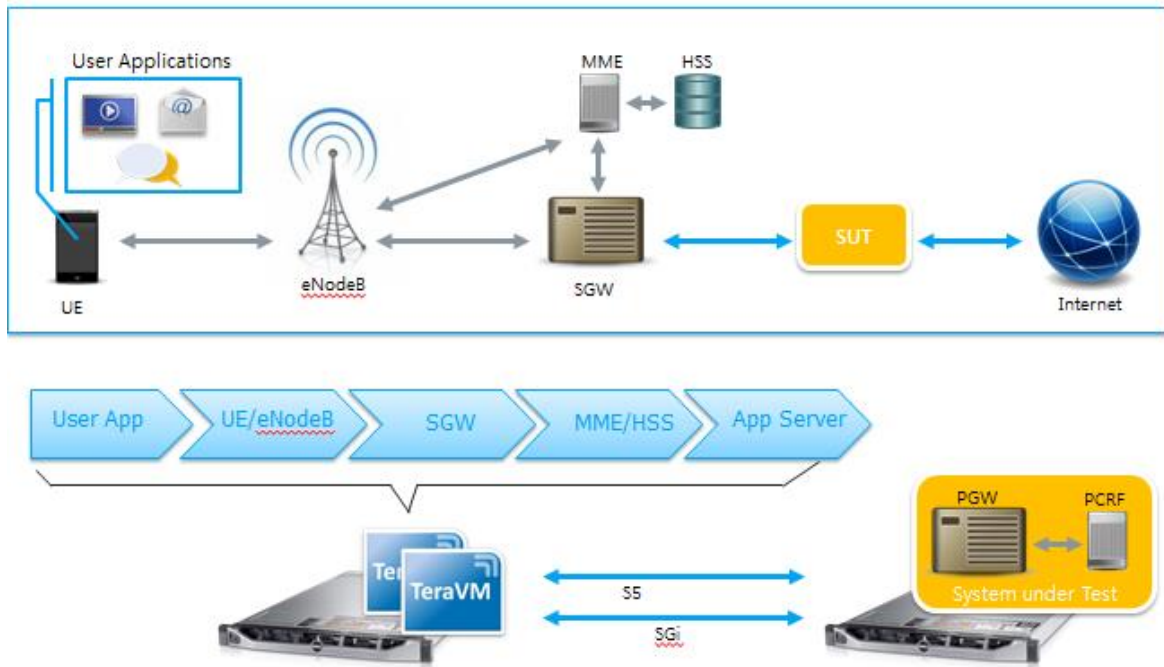 User Applications
@
MME
HSS
UE
eNodeB
SGW
SUT
Internet
User App
UE/eNodeB
SGW
MME/HSS
App Server
TeraVM
S5
SGi
PGW
PCRF
System under Test